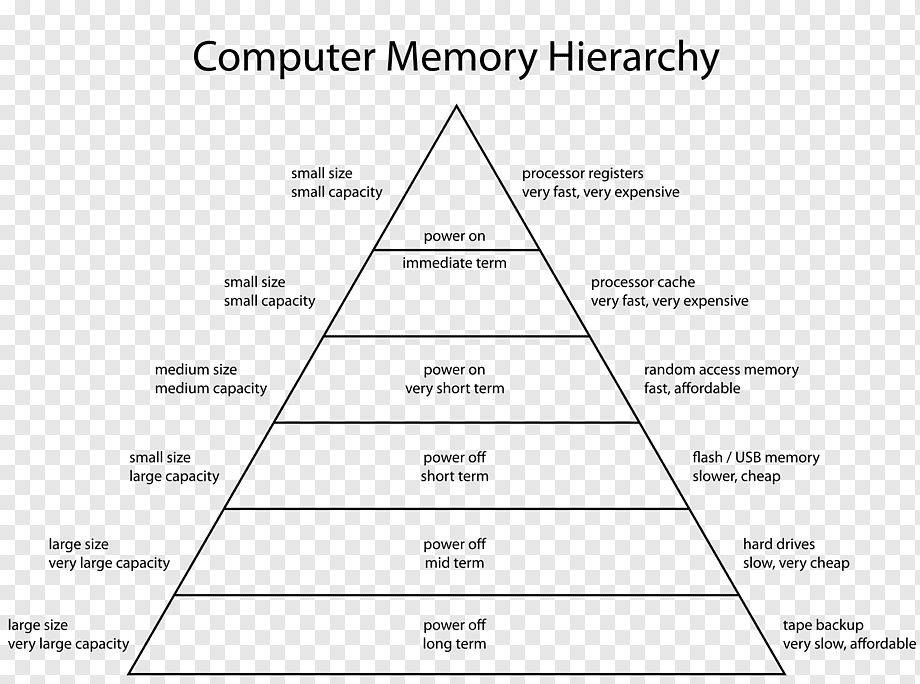 Computer Memory Hierarchy
small size
small capacity
processor registers
very fast, very expensive
power on
immediate term
small size
small capacity
processor cache
very fast, very expensive
medium size
medium capacity
power on
very short term
random access memory
fast, affordable
small size
large capacity
power off
short term
flash / USB memory
slower, cheap
large size
very large capacity
power off
mid term
hard drives
slow, very cheap
large size
very large capacity
power off
long term
tape backup
very slow, affordable